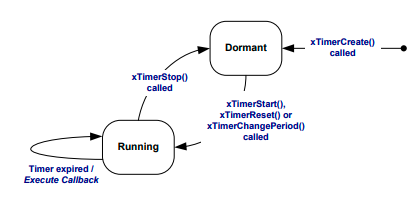 Dormant
xTimerCreate()
called
xTimerStop()
called
xTimerStart(),
xTimerReset() or
xTimerChangePeriod()
called
Running
Timer expired /
Execute Callback